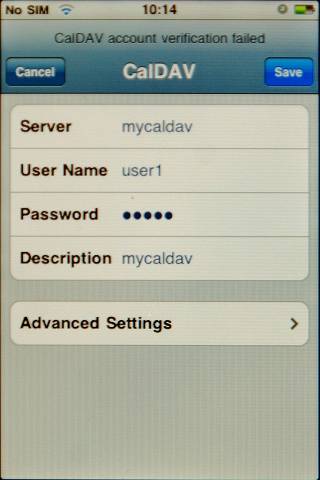 No SIM 10:14
CalDAV account verification failed
Cancel CalDAV Save
Server mycaldav
User Name user1
Password •••••
Description mycaldav
Advanced Settings